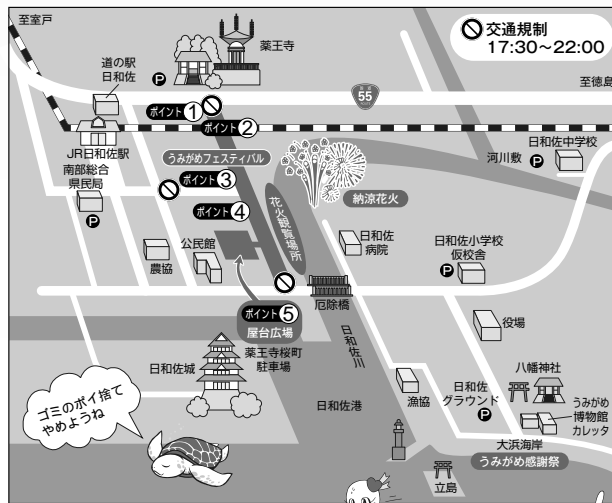 至室戸
交通規制
17:30〜22:00
薬王寺
道の駅
日和佐
P
至徳島
国道
55
ポイント①
ポイント②
JR日和佐駅
日和佐中学校
河川敷
P
うみがめフェスティバル
南部総合
県民局
P
ポイント③
納涼花火
ポイント④
花火観覧場所
公民館
農協
日和佐
病院
日和佐小学校
仮校舎
P
厄除橋
ポイント⑤
屋台広場
薬王寺桜町
駐車場
日和佐川
役場
日和佐城
八幡神社
ゴミのポイ捨て
やめようね
日和佐港
漁協
日和佐
グラウンド
P
うみがめ
博物館
カレッタ
大浜海岸
うみがめ感謝祭
立島